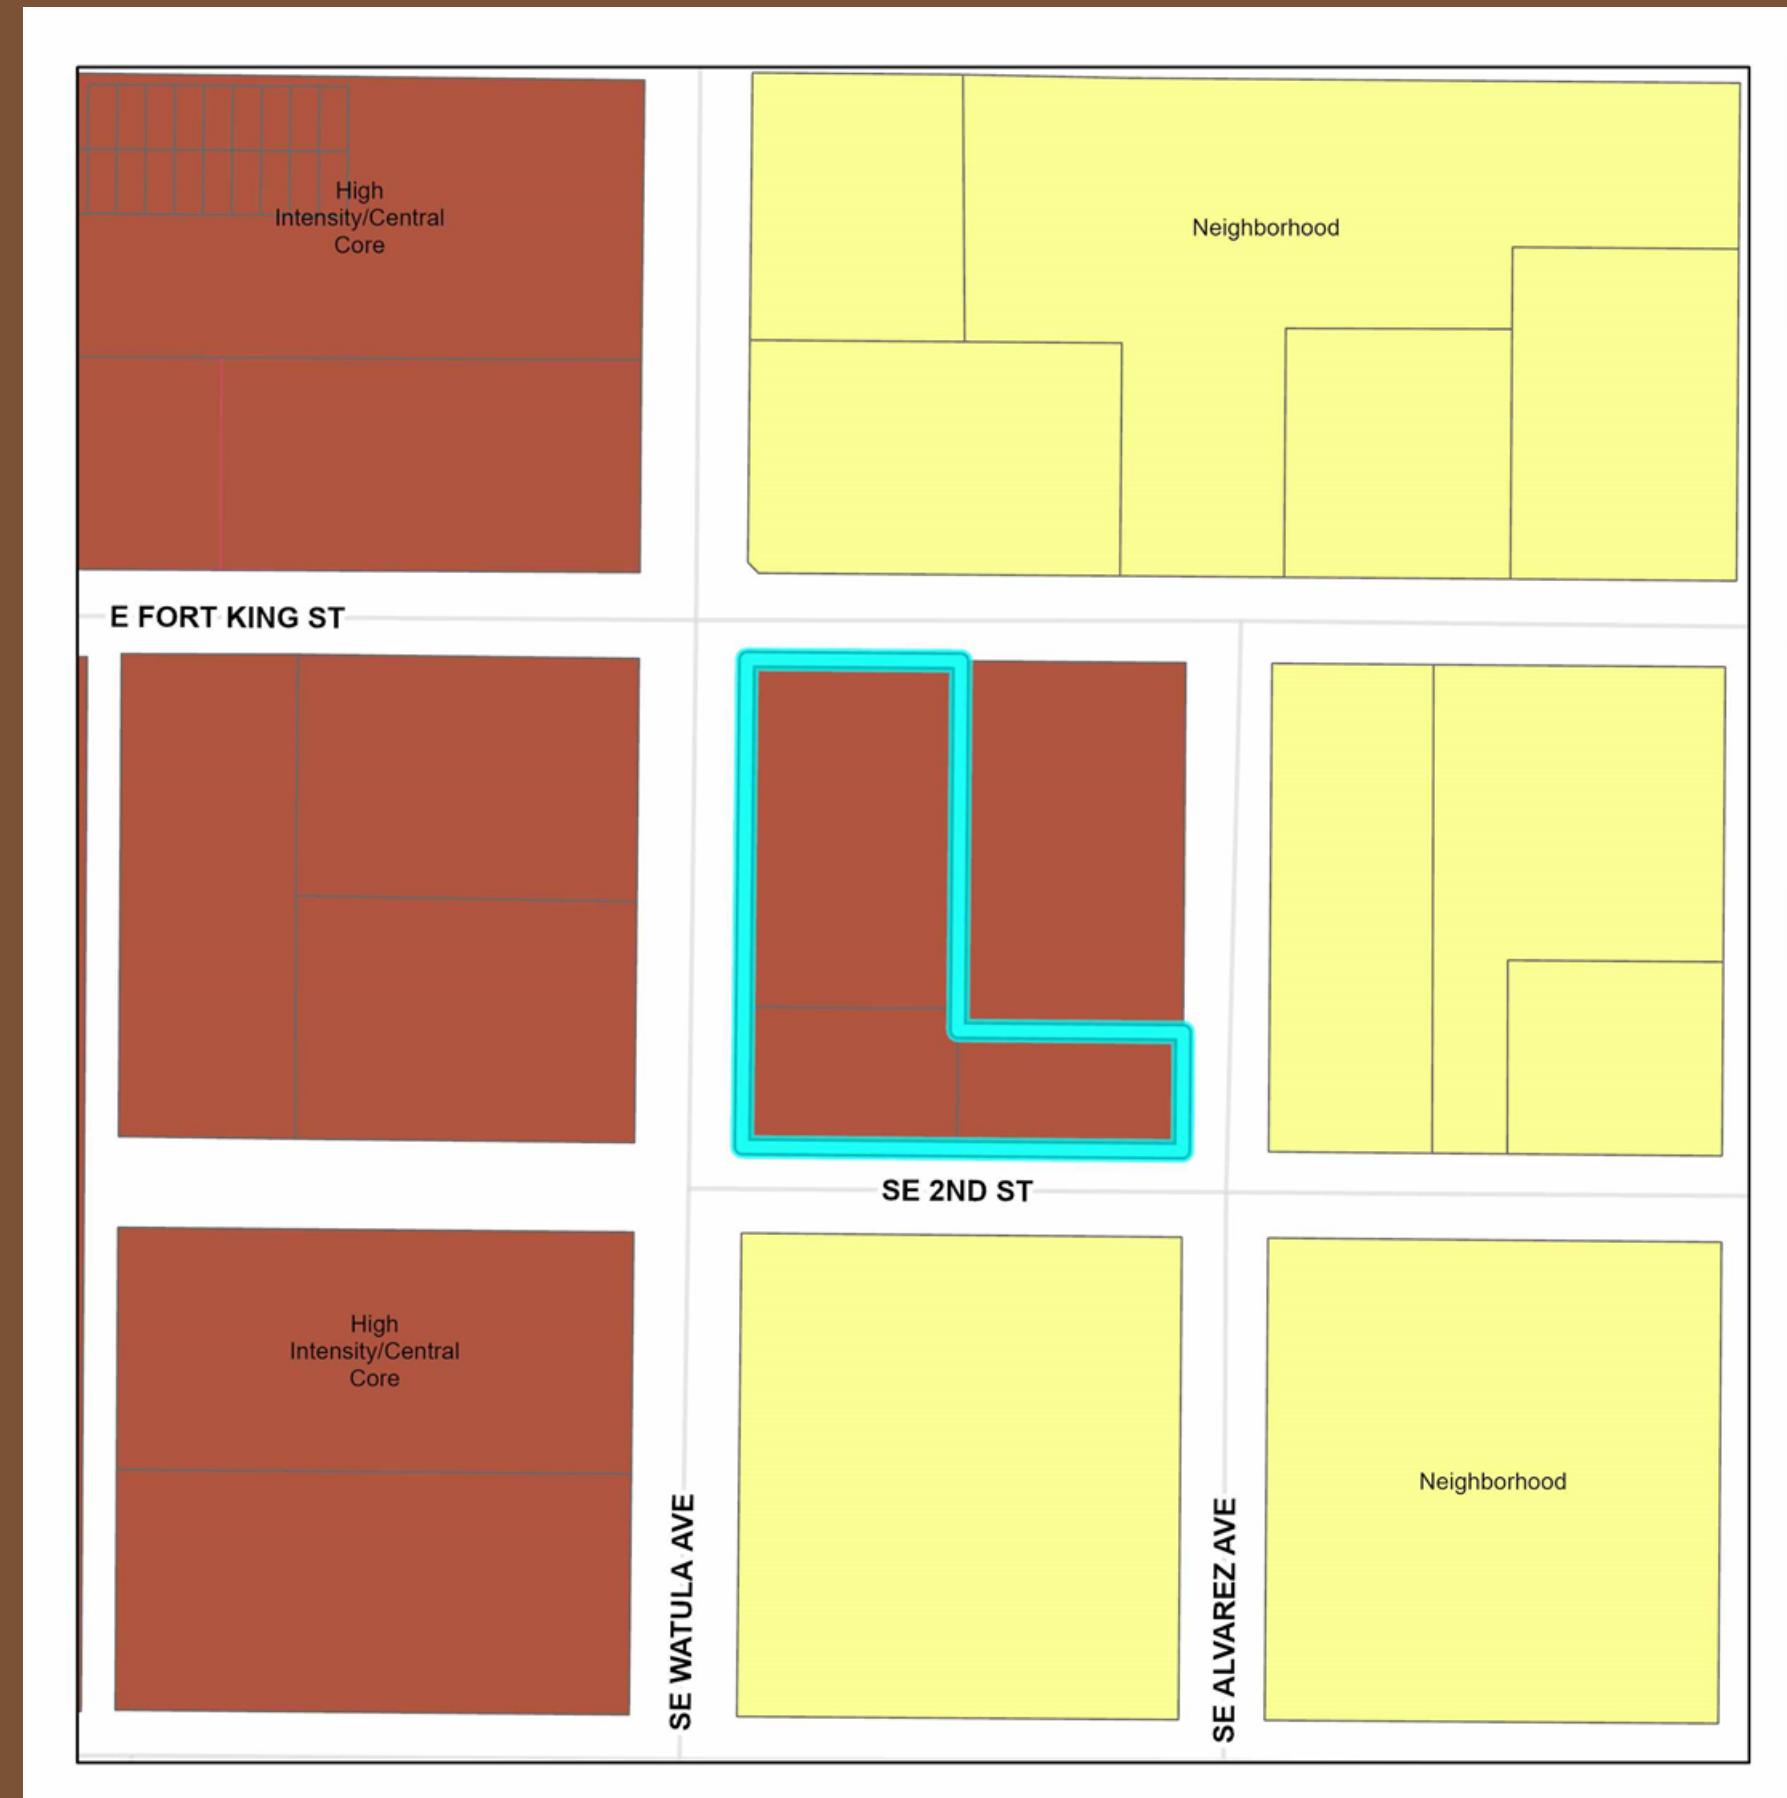 High
Intensity/Central
Core
Neighborhood
E FORT KING ST
SE 2ND ST
High
Intensity/Central
Core
Neighborhood
SE WATULA AVE
SE ALVAREZ AVE